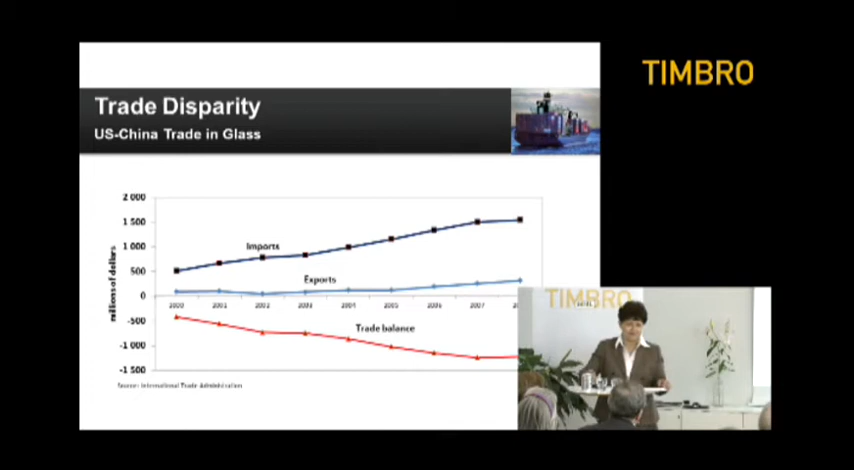 TIMBRO
Trade Disparity
US-China Trade in Glass
2 000
1 500
1 000
500
0
-500
-1 000
-1 500
millions of dollars
Imports
Exports
Trade balance
2000
2001
2002
2003
2004
2005
2006
2007
Source: International Trade Administration
TIMBRO